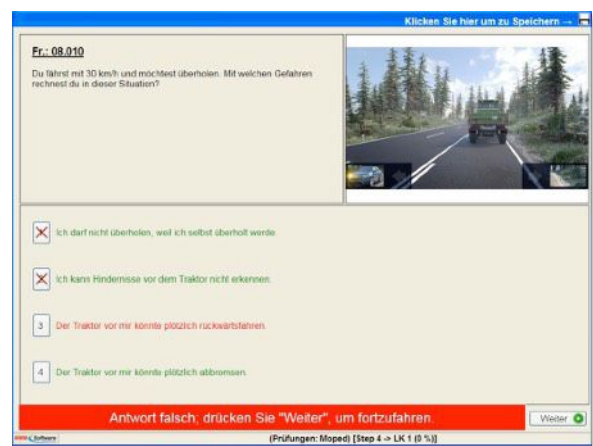 Klicken Sie hier um zu Speichern →
Fr.: 08.010
Du fährst mit 30 km/h und möchtest überholen. Mit welchen Gefahren
rechnest du in dieser Situation?
Ich darf nicht überholen, weil ich selbst überholt werde.
Ich kann Hindernisse vor dem Traktor nicht erkennen.
3 Der Traktor vor mir könnte plötzlich rückwärtsfahren.
4 Der Traktor vor mir könnte plötzlich abbremsen.
Antwort falsch; drücken Sie "Weiter", um fortzufahren.
Weiter
Software
(Prüfungen: Moped) [Step 4 -> LK 1 (0 %)]